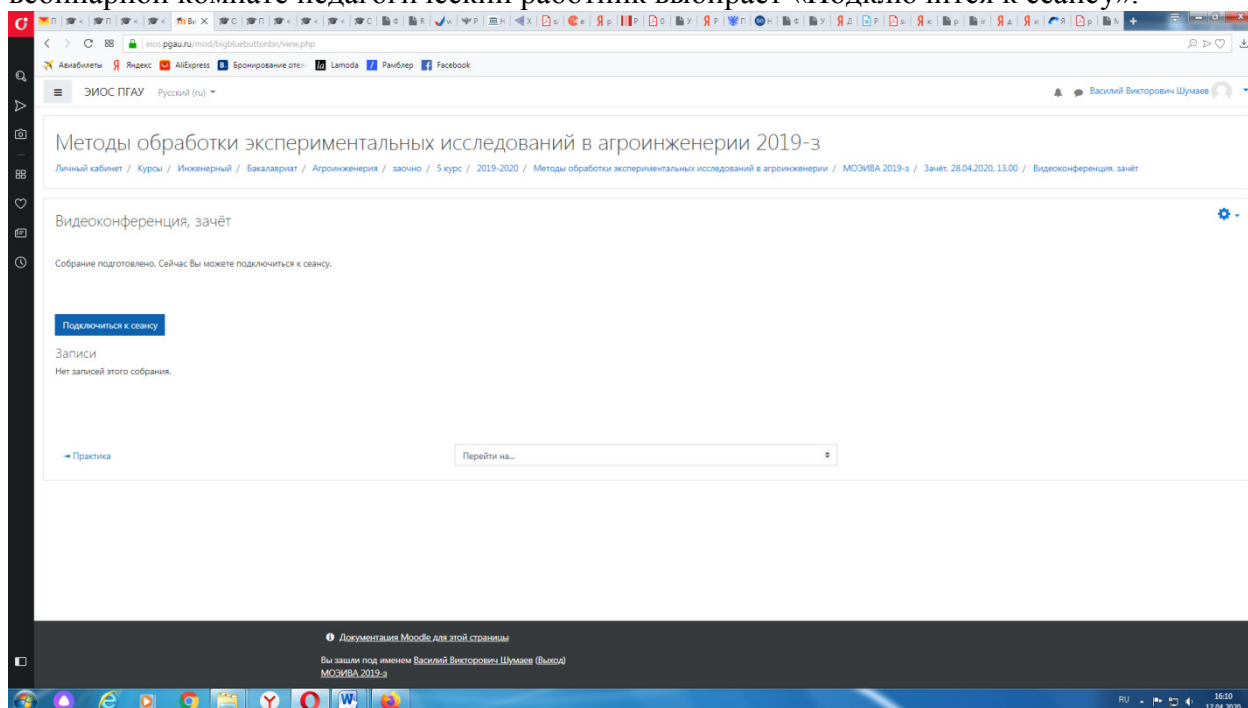 вебинарной комнате педагогический работник выбирает «Подключится к сеансу».
eios.pgau.ru/mod/bigbluebuttonbn/view.php
Авиабилеты Яндекс AliExpress Бронирование отел Lamoda Рамблер Facebook
ЭИОС ПГАУ Русский (ru) Василий Викторович Шумаев
Методы обработки экспериментальных исследований в агроинженерии 2019-з
Личный кабинет / Курсы / Инженерный / Бакалавриат / Агроинженерия / заочно / 5 курс / 2019-2020 / Методы обработки экспериментальных исследований в агроинженерии / МОЭИВА 2019-з / Зачёт, 28.04.2020, 13.00 / Видеоконференция, зачёт
Видеоконференция, зачёт
Собрание подготовлено. Сейчас Вы можете подключиться к сеансу.
Подключиться к сеансу
Записи
Нет записей этого собрания.
Практика Перейти на...
Документация Moodle для этой страницы
Вы зашли под именем Василий Викторович Шумаев (Выход)
МОЭИВА 2019-з
RU 16:10
17.04.2020